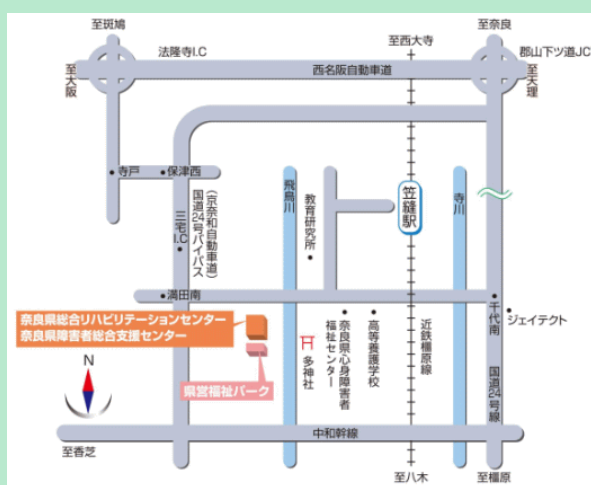 至斑鳩
至西大寺
至奈良
法隆寺I.C
郡山下ツ道JC
至大阪
西名阪自動車道
至天理
寺戸
保津西
(京奈和自動車道)
国道24号バイパス
三宅I.C
飛鳥川
教育研究所
笠縫駅
寺川
満田南
千代南
ジェイテクト
奈良県総合リハビリテーションセンター
奈良県障害者総合支援センター
県営福祉パーク
多神社
奈良県心身障害者
福祉センター
高等養護学校
近鉄橿原線
国道24号線
N
中和幹線
至香芝
至八木
至橿原